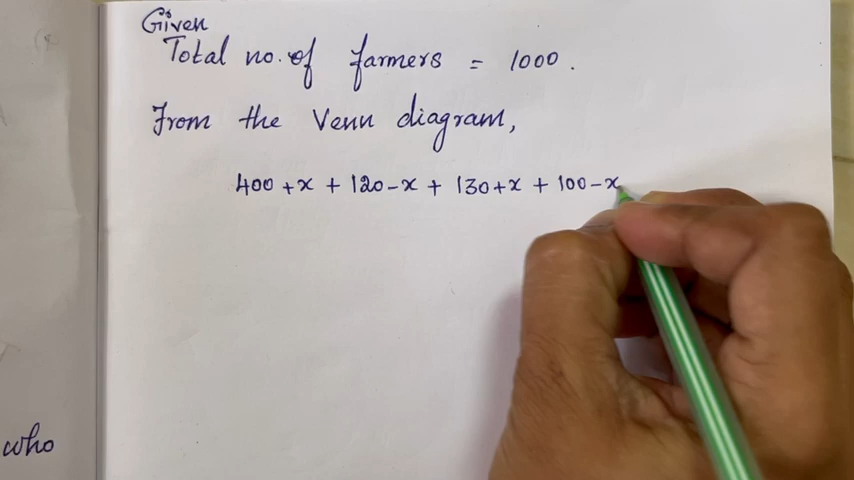 Given
Total no. of farmers = 1000.
From the Venn diagram,
400 + x + 120 - x + 130 + x + 100 - x
who